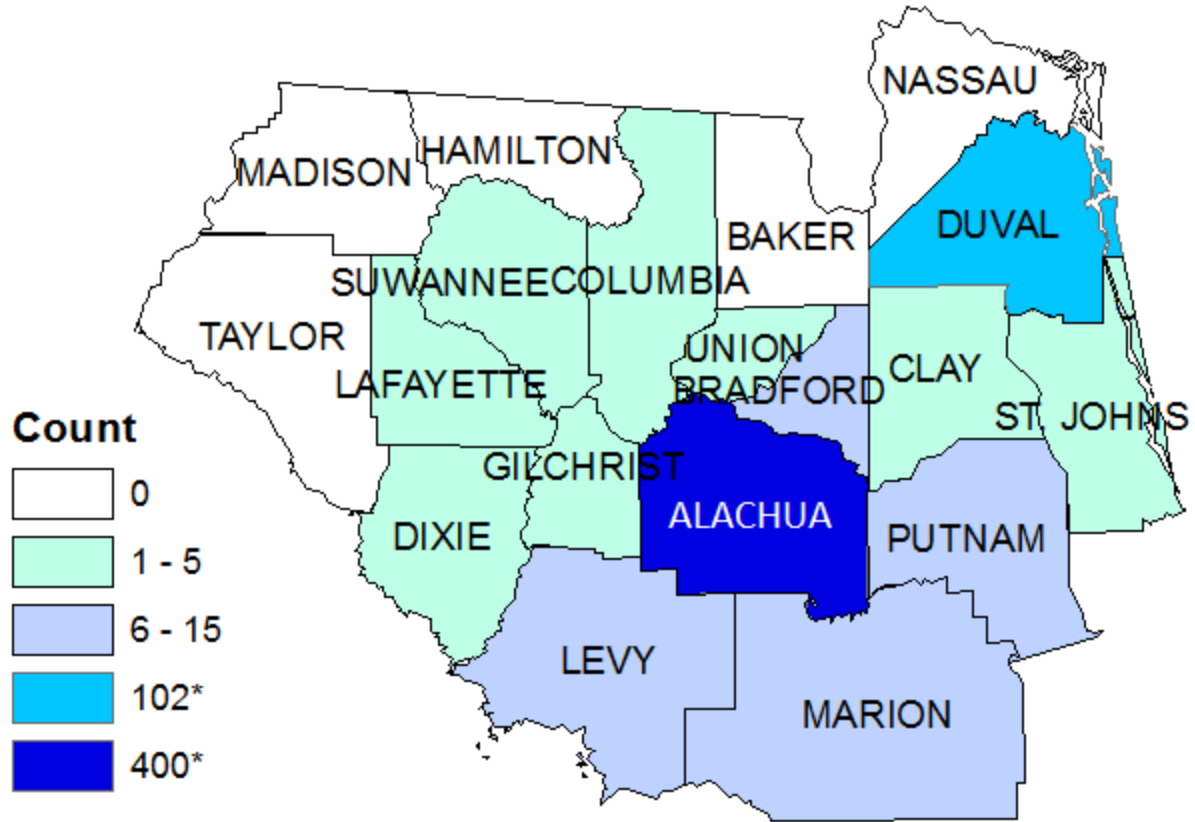 NASSAU
HAMILTON
MADISON
DUVAL
BAKER
SUWANNEE
COLUMBIA
TAYLOR
UNION
CLAY
LAFAYETTE
BRADFORD
ST JOHNS
GILCHRIST
ALACHUA
DIXIE
PUTNAM
LEVY
MARION
Count
0
1 - 5
6 - 15
102*
400*